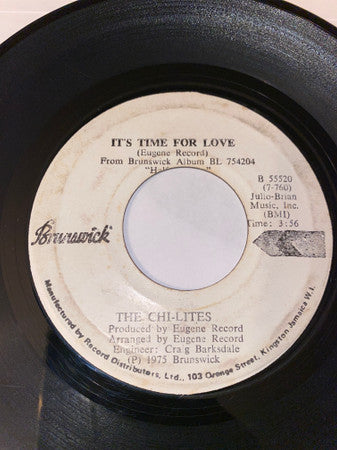 IT'S TIME FOR LOVE
(Eugene Record)
From Brunswick Album BL 754204
B 55520
(7-760)
Julio-Brian
Music, Inc.
(BMI)
Time: 3:56
Brunswick
THE CHI-LITES
Produced by Eugene Record
Arranged by Eugene Record
Engineer: Craig Barksdale
(P) 1975 Brunswick
Manufactured by Record Distributors, Ltd., 103 Orange Street, Kingston Jamaica W.I.